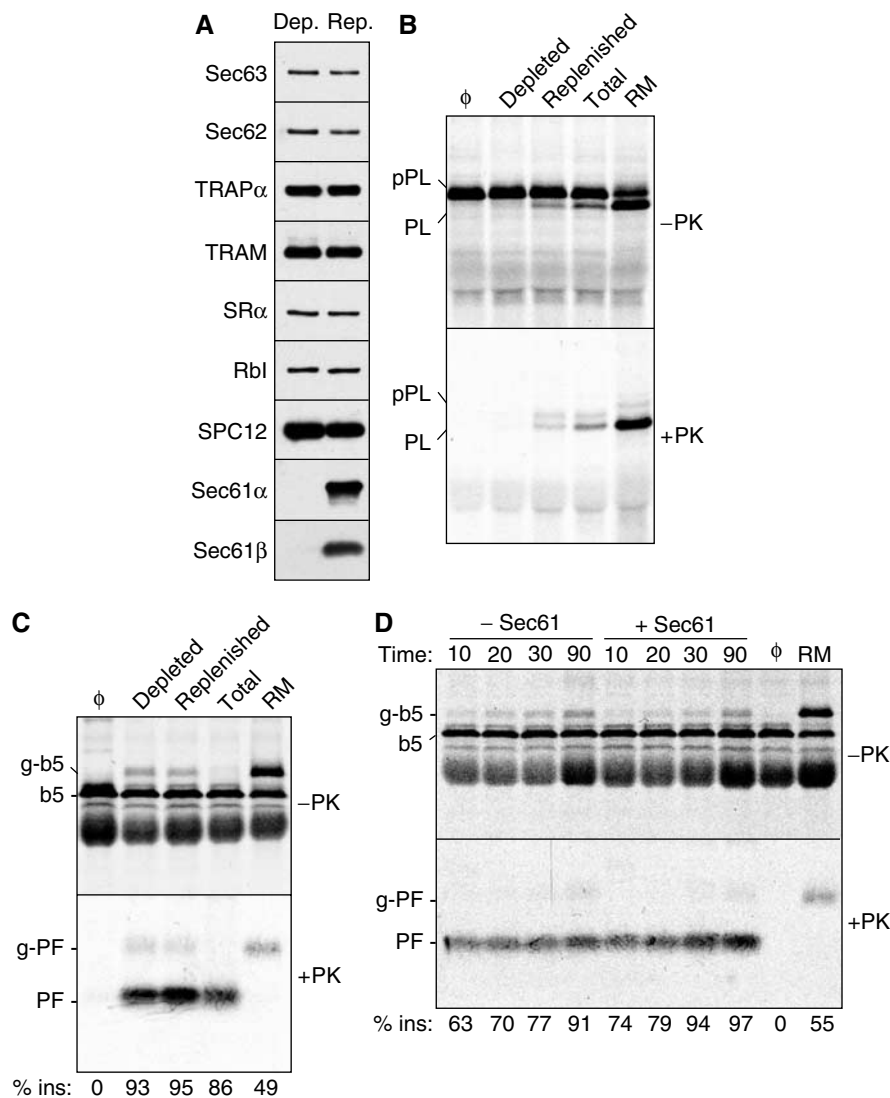 A
Dep. Rep.
Sec63
Sec62
TRAPα
TRAM
SRα
RbI
SPC12
Sec61α
Sec61β
B
ϕ Depleted Replenished Total RM
pPL
PL
–PK
pPL
PL
+PK
C
ϕ Depleted Replenished Total RM
g-b5
b5
–PK
g-PF
PF
+PK
% ins: 0 93 95 86 49
D
– Sec61 + Sec61
Time: 10 20 30 90 10 20 30 90 ϕ RM
g-b5
b5
–PK
g-PF
PF
+PK
% ins: 63 70 77 91 74 79 94 97 0 55